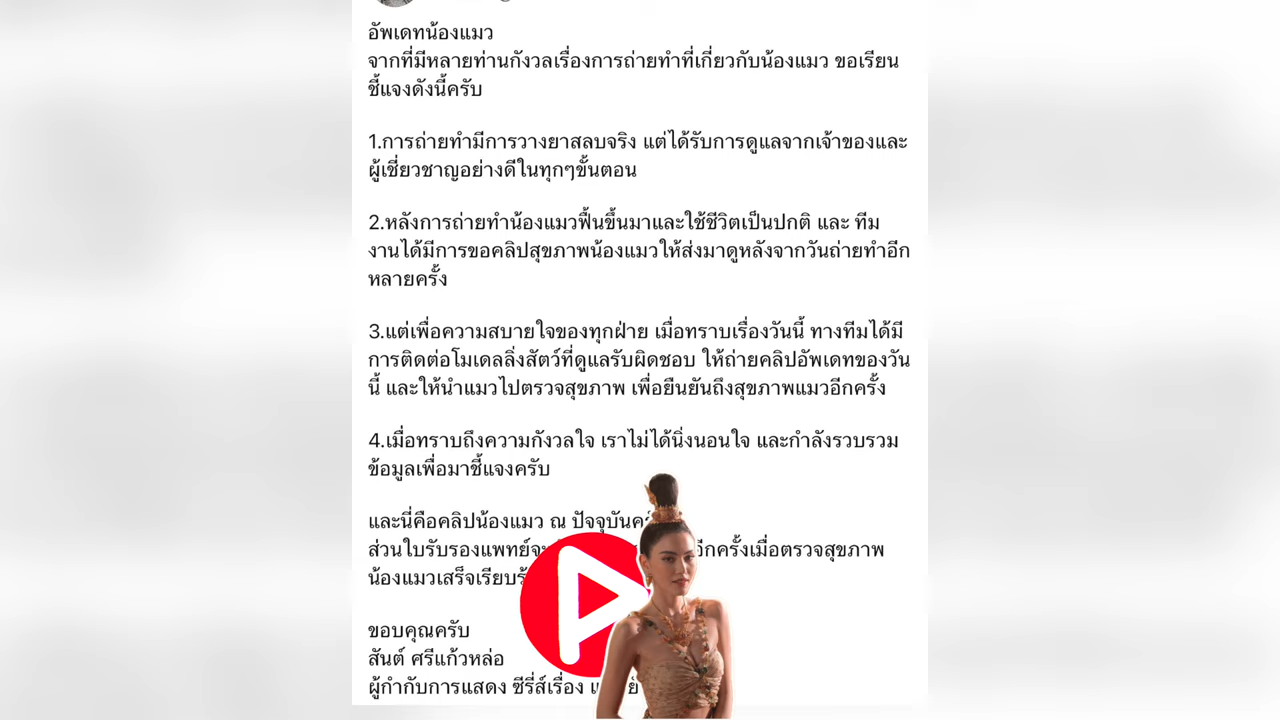 อัพเดทน้องแมว
จากที่มีหลายท่านกังวลเรื่องการถ่ายทำที่เกี่ยวกับน้องแมว ขอเรียน
ชี้แจงดังนี้ครับ
1.การถ่ายทำมีการวางยาสลบจริง แต่ได้รับการดูแลจากเจ้าของและ
ผู้เชี่ยวชาญอย่างดีในทุกๆขั้นตอน
2.หลังการถ่ายทำน้องแมวฟื้นขึ้นมาและใช้ชีวิตเป็นปกติ และ ทีม
งานได้มีการขอคลิปสุขภาพน้องแมวให้ส่งมาดูหลังจากวันถ่ายทำอีก
หลายครั้ง
3.แต่เพื่อความสบายใจของทุกฝ่าย เมื่อทราบเรื่องวันนี้ ทางทีมได้มี
การติดต่อโมเดลลิ่งสัตว์ที่ดูแลรับผิดชอบ ให้ถ่ายคลิปอัพเดทของวัน
นี้ และให้นำแมวไปตรวจสุขภาพ เพื่อยืนยันถึงสุขภาพแมวอีกครั้ง
4.เมื่อทราบถึงความกังวลใจ เราไม่ได้นิ่งนอนใจ และกำลังรวบรวม
ข้อมูลเพื่อมาชี้แจงครับ
และนี่คือคลิปน้องแมว ณ ปัจจุบัน
ส่วนใบรับรองแพทย์ อีกครั้งเมื่อตรวจสุขภาพ
น้องแมวเสร็จ
ขอบคุณครับ
สันต์ ศรีแก้วหล่อ
ผู้กำกับการแสดง ซีรี่ส์เรื่อง